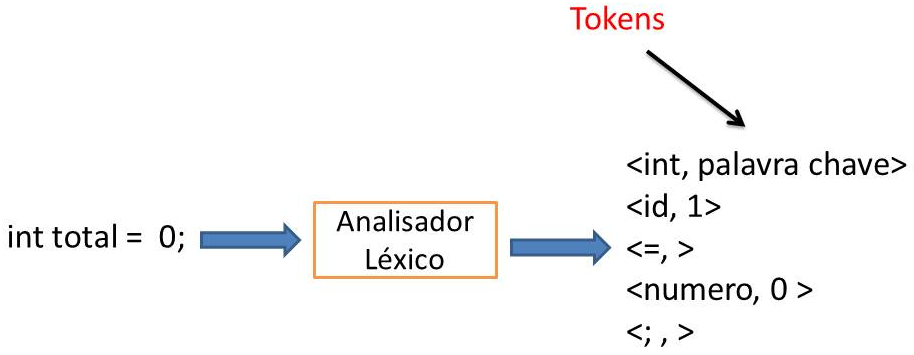 Tokens
int total =  0;
Analisador
Léxico
<int, palavra chave>
<id, 1>
<=, >
<numero, 0 >
<; , >